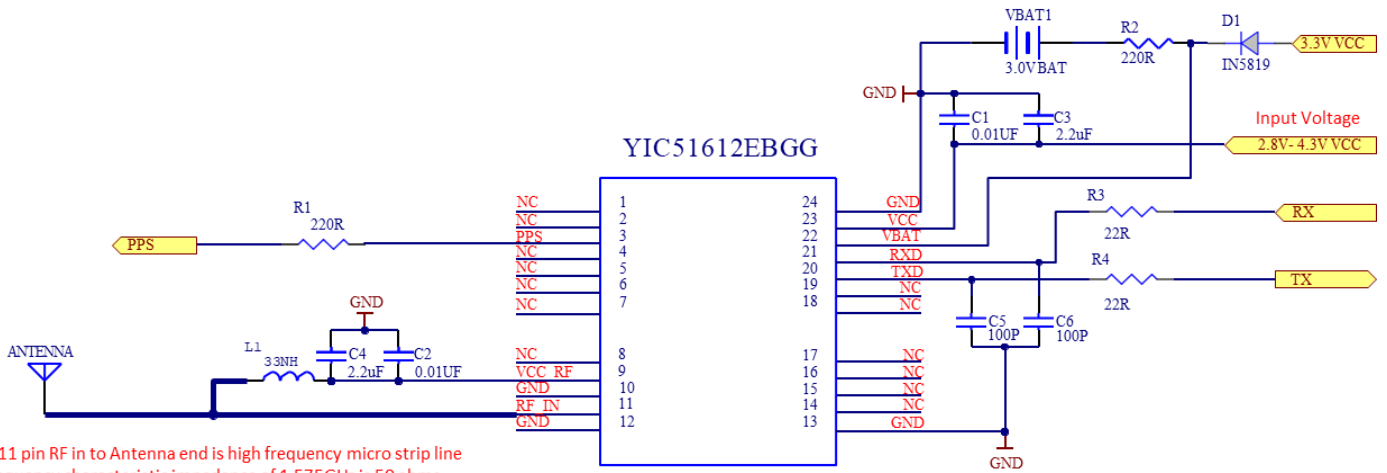 VBAT1
R2
D1
3.3V VCC
3.0VBAT
220R
IN5819
GND
C1
0.01UF
C3
2.2uF
Input Voltage
2.8V- 4.3V VCC
YIC51612EBGG
R1
220R
PPS
NC 1
NC 2
PPS 3
NC 4
NC 5
NC 6
NC 7
NC 8
VCC_RF 9
GND 10
RF_IN 11
GND 12
24 GND
23 VCC
22 VBAT
21 RXD
20 TXD
19 NC
18 NC
17 NC
16 NC
15 NC
14 NC
13 GND
R3
22R
RX
R4
22R
TX
C5
100P
C6
100P
GND
GND
ANTENNA
L1
33NH
C4
2.2uF
C2
0.01UF
11 pin RF in to Antenna end is high frequency micro strip line